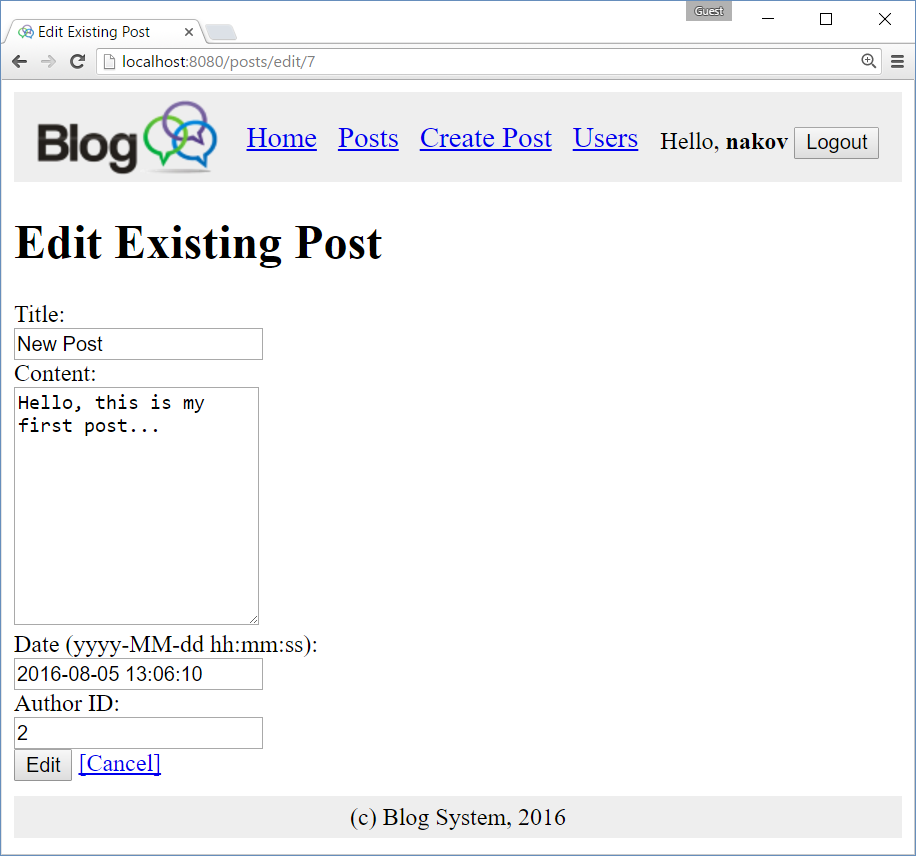 Guest
Edit Existing Post
localhost:8080/posts/edit/7
Blog Home Posts Create Post Users Hello, nakov Logout
Edit Existing Post
Title:
New Post
Content:
Hello, this is my
first post...
Date (yyyy-MM-dd hh:mm:ss):
2016-08-05 13:06:10
Author ID:
2
Edit [Cancel]
(c) Blog System, 2016